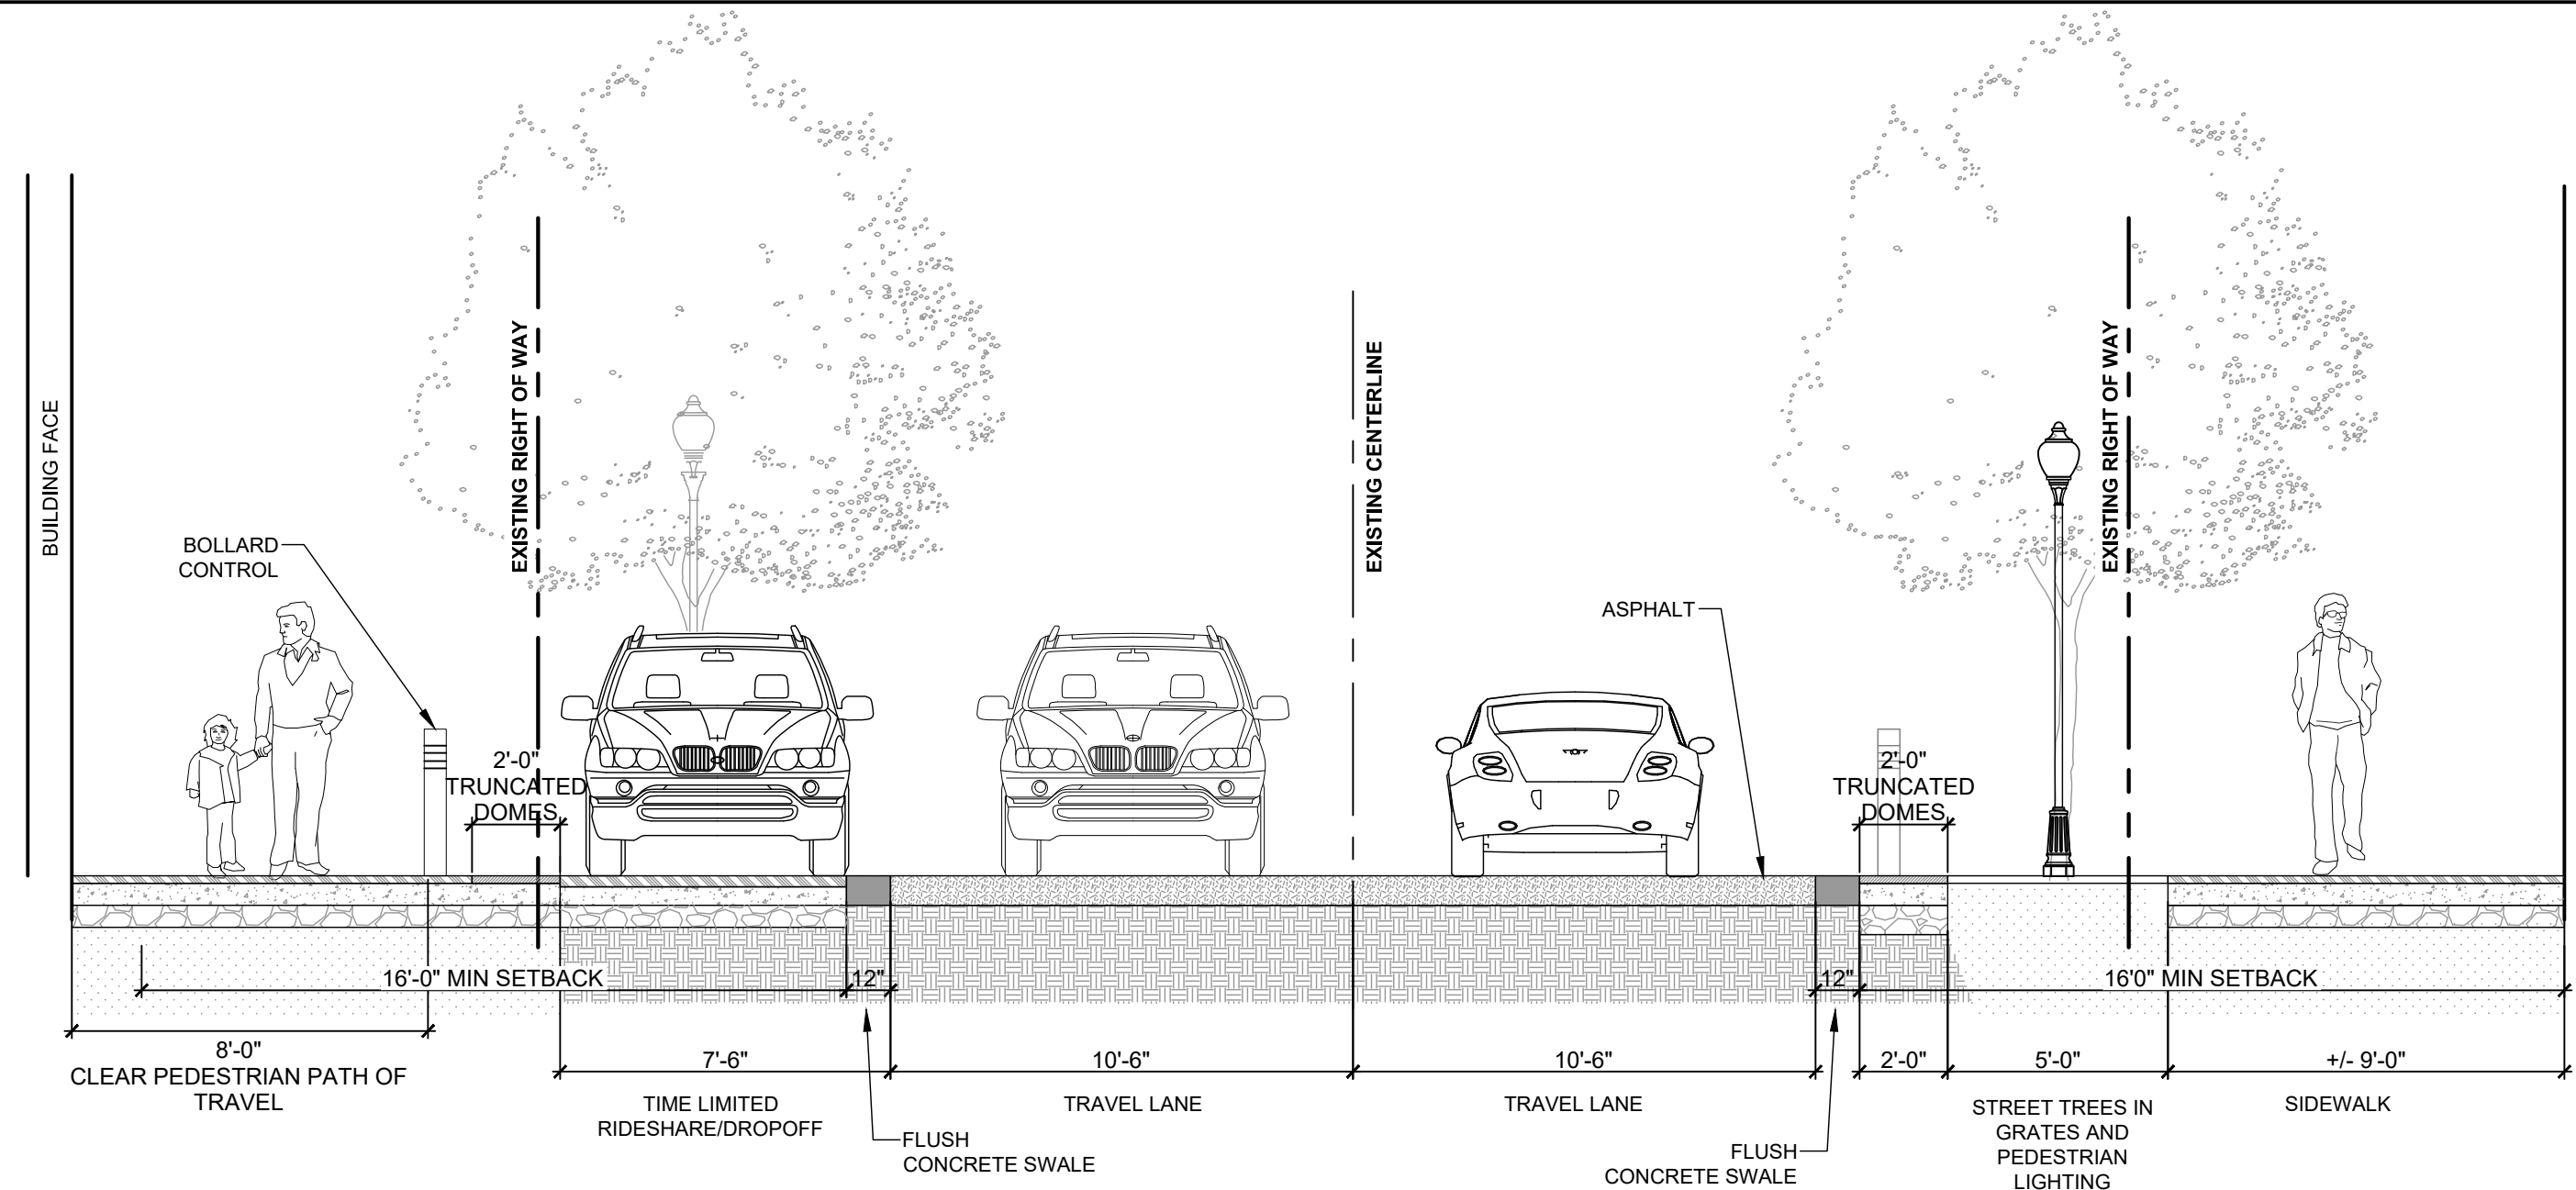 BUILDING FACE
BOLLARD
CONTROL
EXISTING RIGHT OF WAY
2'-0"
TRUNCATED
DOMES
EXISTING CENTERLINE
ASPHALT
EXISTING RIGHT OF WAY
2'-0"
TRUNCATED
DOMES
16'-0" MIN SETBACK
12"
12"
16'0" MIN SETBACK
8'-0"
CLEAR PEDESTRIAN PATH OF
TRAVEL
7'-6"
TIME LIMITED
RIDESHARE/DROPOFF
FLUSH
CONCRETE SWALE
10'-6"
TRAVEL LANE
10'-6"
TRAVEL LANE
FLUSH
CONCRETE SWALE
2'-0"
5'-0"
STREET TREES IN
GRATES AND
PEDESTRIAN
LIGHTING
+/- 9'-0"
SIDEWALK